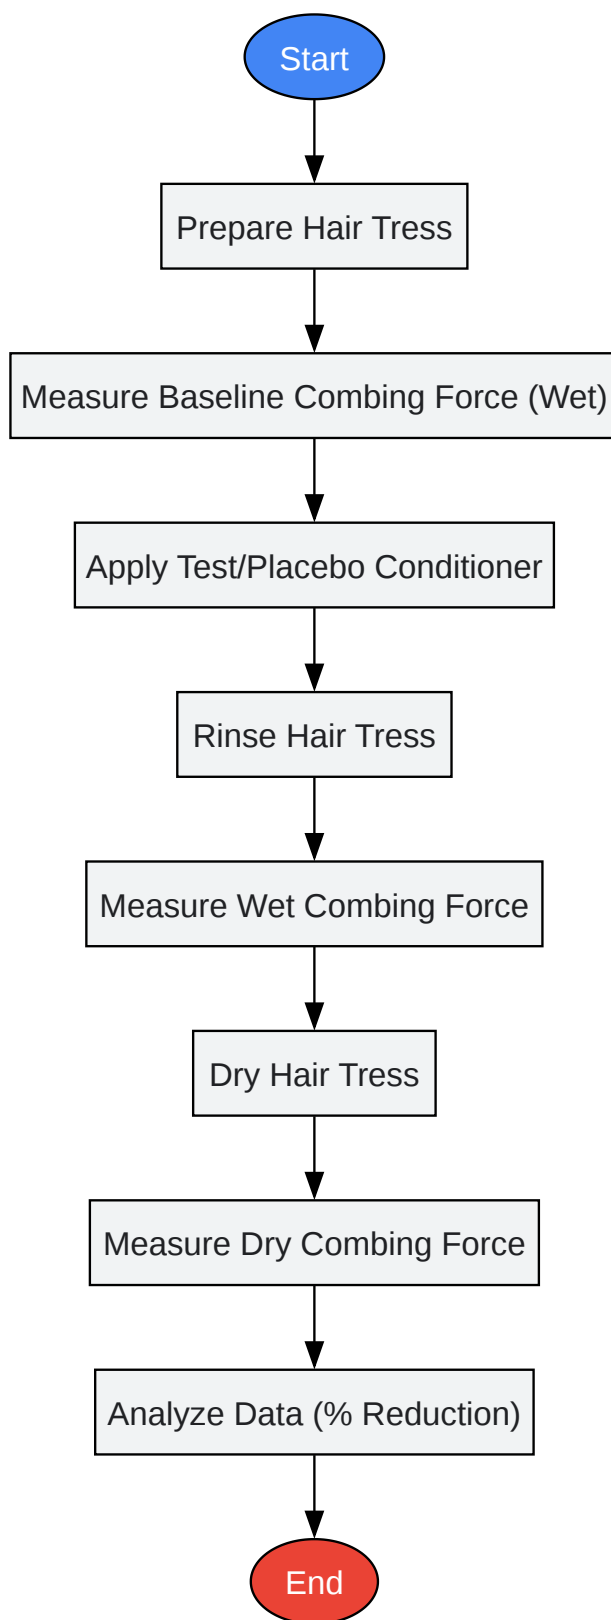 Start
Prepare Hair Tress
Measure Baseline Combing Force (Wet)
Apply Test/Placebo Conditioner
Rinse Hair Tress
Measure Wet Combing Force
Dry Hair Tress
Measure Dry Combing Force
Analyze Data (% Reduction)
End